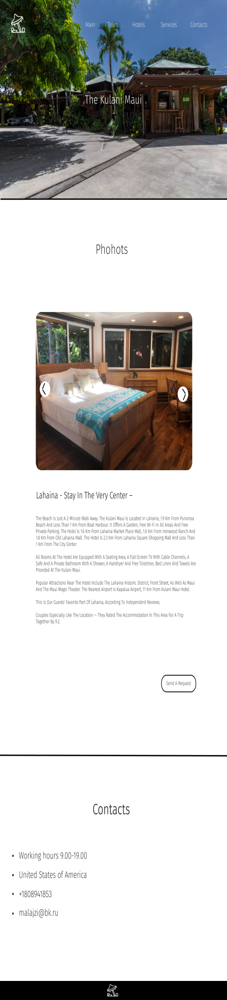 Main Tours Hotels Services Contacts
ALOHA
The Kulani Maui
Phohots
Lahaina - Stay In The Very Center –
The Beach Is Just A 2-Minute Walk Away. The Kulani Maui Is Located In Lahaina, 1.9 Km From Punonoa
Beach And Less Than 1 Km From Boat Harbour. It Offers A Garden, Free Wi-Fi In All Areas And Free
Private Parking. The Hotel Is 1.6 Km From Lahaina Market Place Mall, 1.6 Km From Ironwood Ranch And
1.8 Km From Old Lahaina Mall. The Hotel Is 2.3 Km From Lahaina Square Shopping Mall And Less Than
1 Km From The City Center.
All Rooms At The Hotel Are Equipped With A Seating Area, A Flat-Screen TV With Cable Channels, A
Safe And A Private Bathroom With A Shower, A Hairdryer And Free Toiletries. Bed Linen And Towels Are
Provided At The Kulani Maui.
Popular Attractions Near The Hotel Include The Lahaina Historic District, Front Street, As Well As Maui
And The Maui Magic Theater. The Nearest Airport Is Kapalua Airport, 11 Km From Kulani Maui Hotel.
This Is Our Guests' Favorite Part Of Lahaina, According To Independent Reviews.
Couples Especially Like The Location — They Rated The Accommodation In This Area For A Trip
Together By 9.2.
Send A Request
Contacts
• Working hours 9.00-19.00
• United States of America
• +1808941853
• malajzi@bk.ru